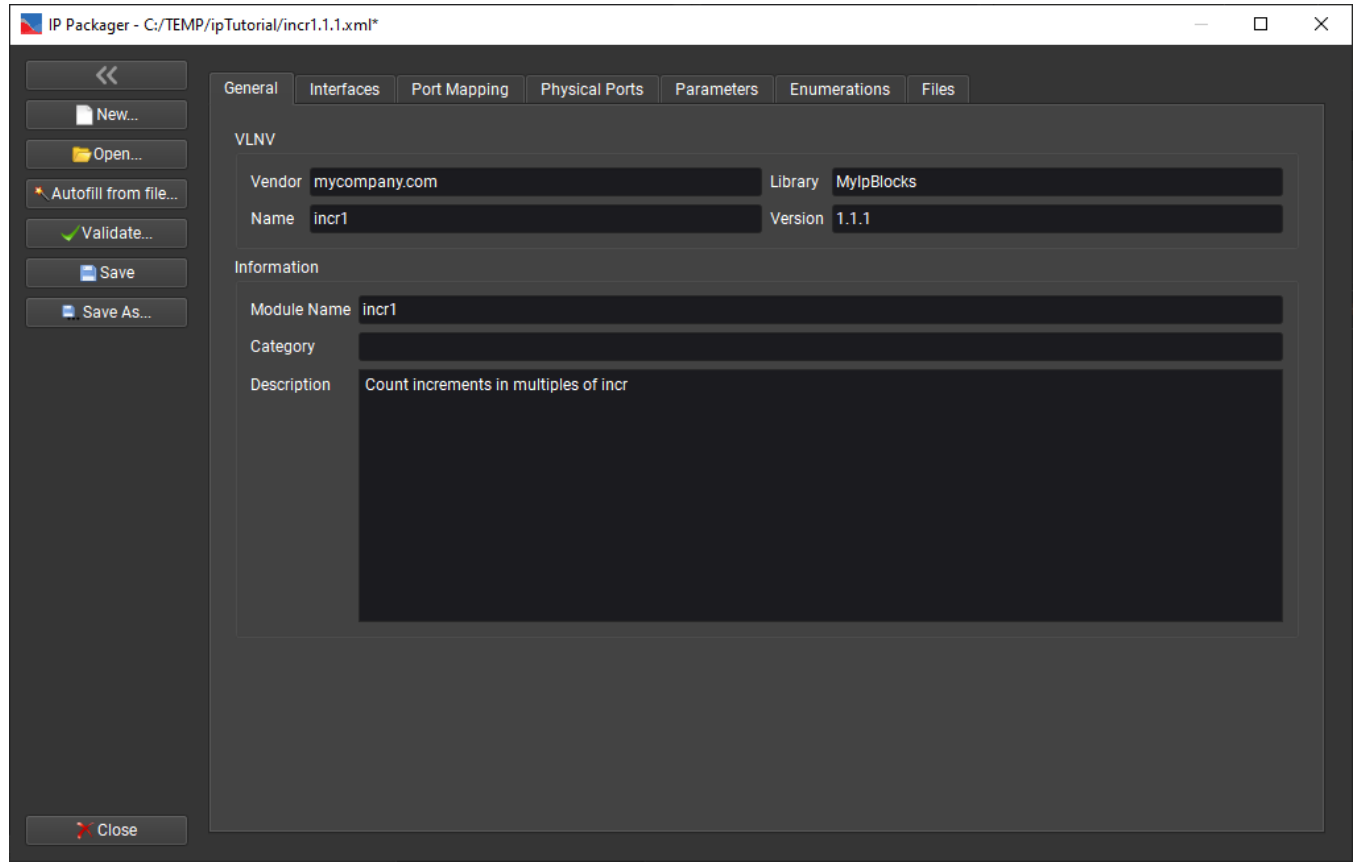 IP Packager - C:/TEMP/ipTutorial/incr1.1.1.xml*
New...
Open...
Autofill from file...
Validate...
Save
Save As...
Close
General Interfaces Port Mapping Physical Ports Parameters Enumerations Files
VLNV
Vendor mycompany.com Library MyIpBlocks
Name incr1 Version 1.1.1
Information
Module Name incr1
Category
Description Count increments in multiples of incr